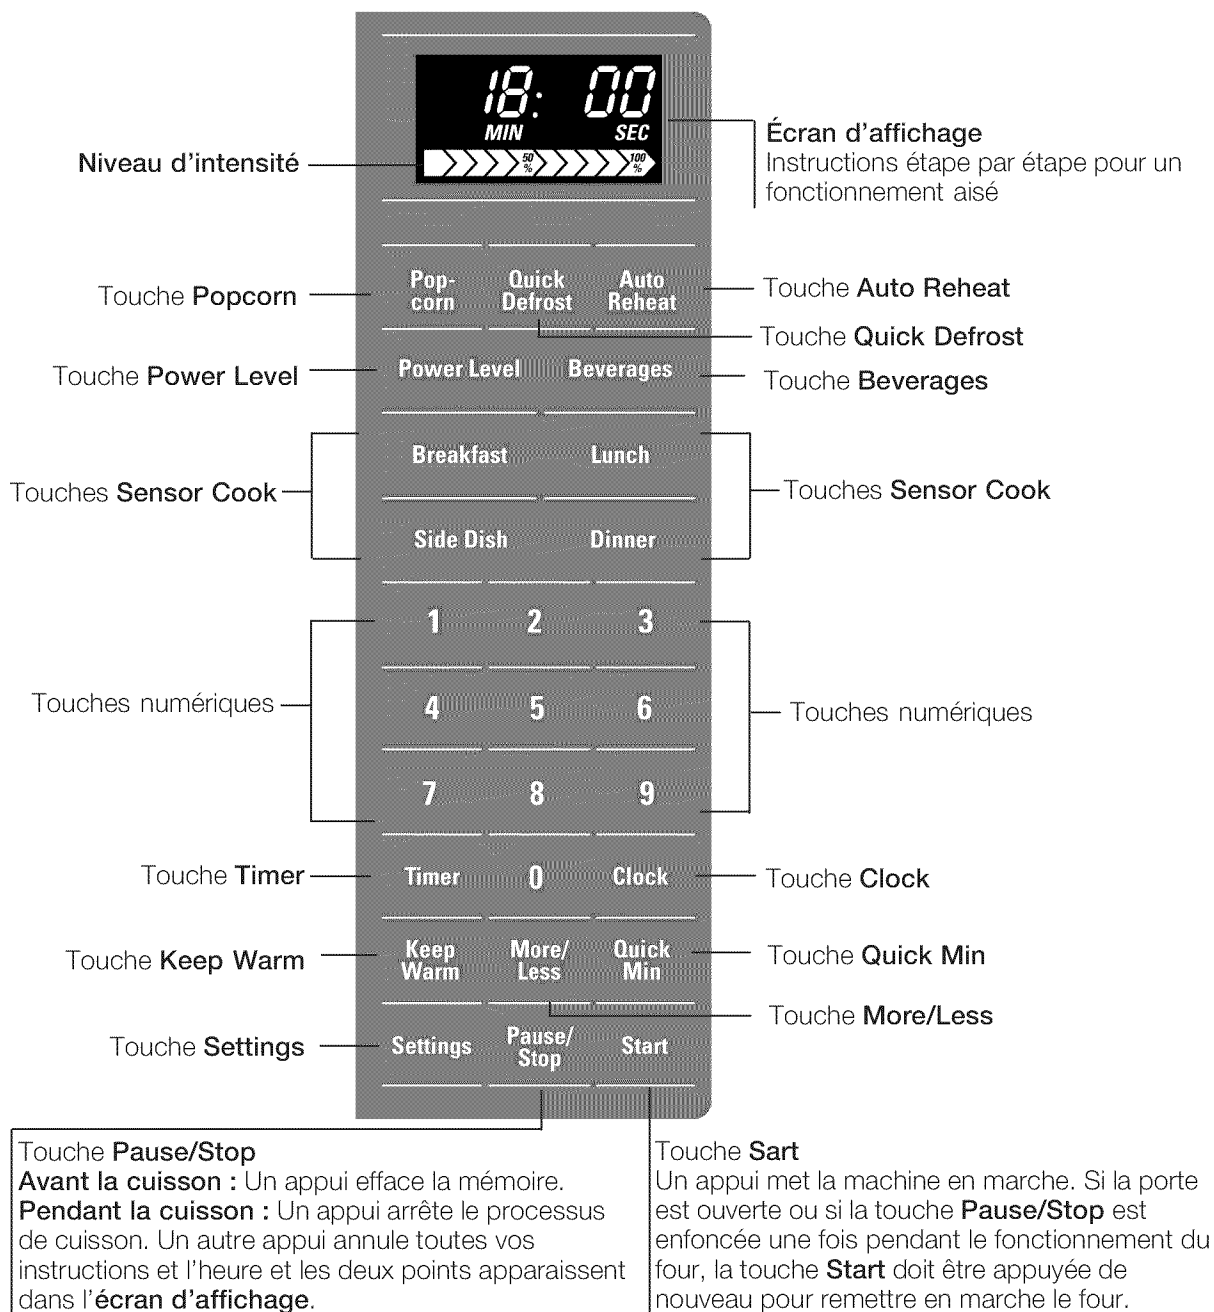 18: 00
MIN SEC
50 % 100 %
Niveau d'intensité
Écran d'affichage
Instructions étape par étape pour un
fonctionnement aisé
Touche Popcorn
Pop-
corn
Quick
Defrost
Auto
Reheat
Touche Auto Reheat
Touche Quick Defrost
Touche Power Level
Power Level
Beverages
Touche Beverages
Breakfast
Lunch
Touches Sensor Cook
Touches Sensor Cook
Side Dish
Dinner
1 2 3
Touches numériques
4 5 6
Touches numériques
7 8 9
Touche Timer
Timer 0 Clock
Touche Clock
Touche Keep Warm
Keep
Warm
More/
Less
Quick
Min
Touche Quick Min
Touche More/Less
Touche Settings
Settings
Pause/
Stop
Start
Touche Pause/Stop
Avant la cuisson : Un appui efface la mémoire.
Pendant la cuisson : Un appui arrête le processus
de cuisson. Un autre appui annule toutes vos
instructions et l'heure et les deux points apparaissent
dans l'écran d'affichage.
Touche Sart
Un appui met la machine en marche. Si la porte
est ouverte ou si la touche Pause/Stop est
enfoncée une fois pendant le fonctionnement du
four, la touche Start doit être appuyée de
nouveau pour remettre en marche le four.